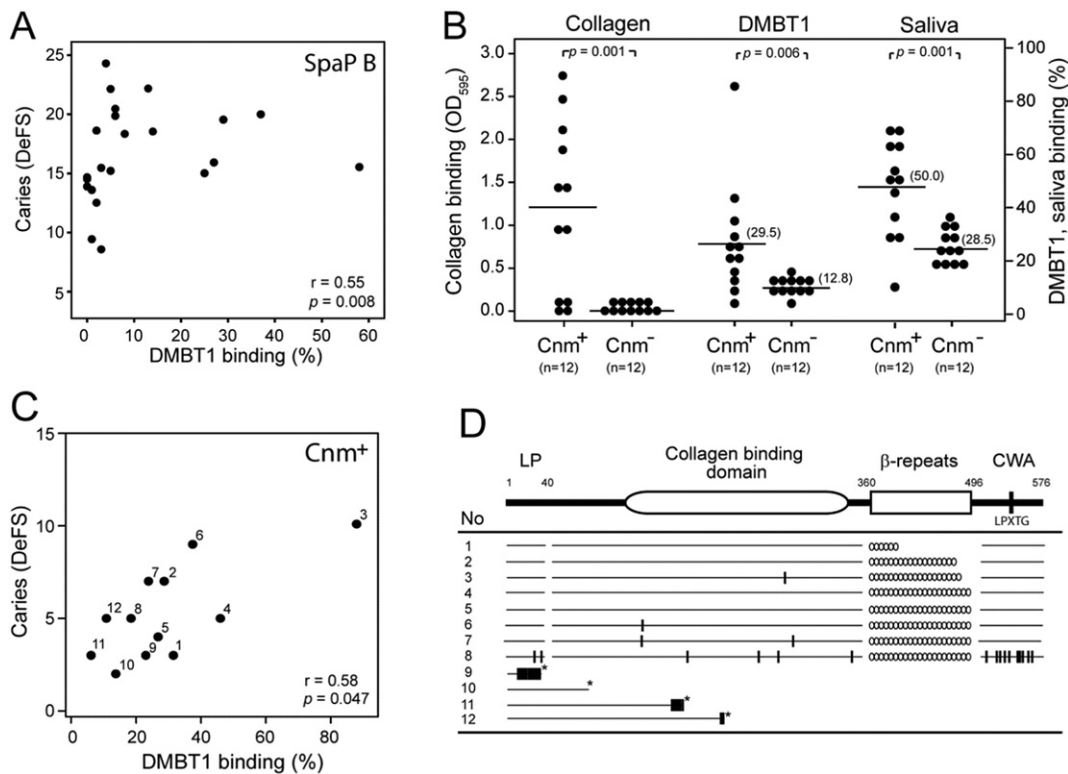 A
SpaP B
25
20
15
10
5
Caries (DeFS)
r = 0.55
p = 0.008
0 10 20 30 40 50 60
DMBT1 binding (%)
B
Collagen DMBT1 Saliva
p = 0.001 p = 0.006 p = 0.001
3.0
2.5
2.0
1.5
1.0
0.5
0.0
Collagen binding (OD595)
100
80
60
40
20
0
DMBT1, saliva binding (%)
(29.5)
(12.8)
(50.0)
(28.5)
Cnm+ Cnm− Cnm+ Cnm− Cnm+ Cnm−
(n=12) (n=12) (n=12) (n=12) (n=12) (n=12)
C
Cnm+
15
10
5
0
Caries (DeFS)
3
6
7 2
12 8 4
5
11 9 1
10
r = 0.58
p = 0.047
0 20 40 60 80
DMBT1 binding (%)
D
LP Collagen binding domain β-repeats CWA
1 40 360 496 576
LPXTG
No
1
2
3
4
5
6
7
8
9 *
10 *
11 *
12 *